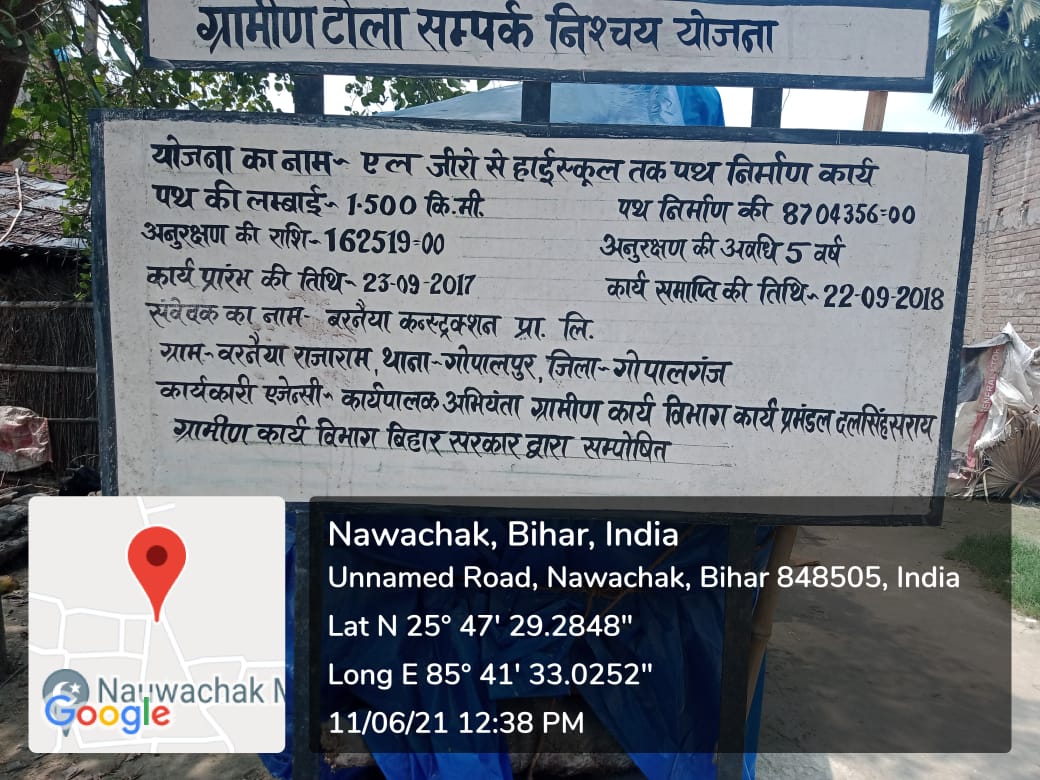 ग्रामीण टोला सम्पर्क निश्चय योजना
योजना का नाम~ एल जीरो से हाईस्कूल तक पथ निर्माण कार्य
पथ की लम्बाई~ 1.500 कि.मी. पथ निर्माण की 8704356=00
अनुरक्षण की राशि-162519=00 अनुरक्षण की अवधि 5 वर्ष
कार्य प्रारंभ की तिथि~ 23-09-2017 कार्य समाप्ति की तिथि~ 22-09-2018
संवेदक का नाम- बरनैया कन्स्ट्रक्शन प्रा. लि.
ग्राम-वरनैया राजाराम, थाना-गोपालपुर, जिला-गोपालगंज
कार्यकारी एजेन्सी- कार्यपालक अभियंता ग्रामीण कार्य विभाग कार्य प्रमंडल दलसिंहसराय
ग्रामीण कार्य विभाग बिहार सरकार द्वारा सम्पोषित
Nawachak, Bihar, India
Unnamed Road, Nawachak, Bihar 848505, India
Lat N 25° 47' 29.2848"
Long E 85° 41' 33.0252"
11/06/21 12:38 PM
Nauwachak M
Google